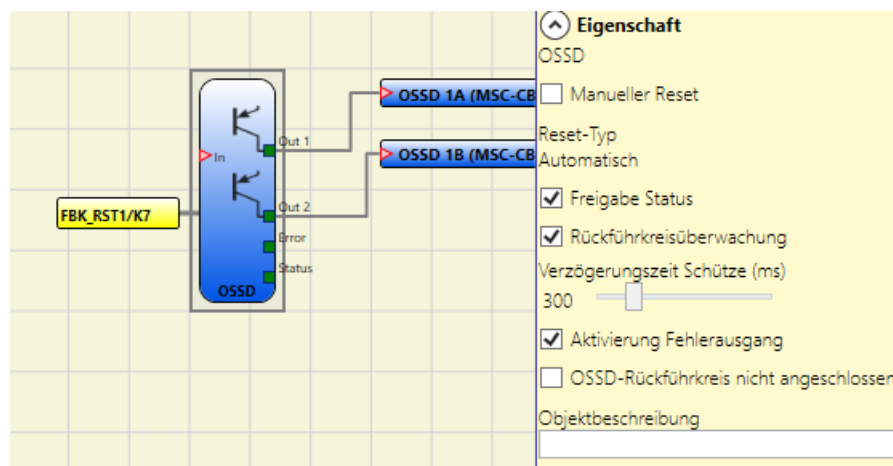 Eigenschaft
OSSD
Manueller Reset
Reset-Typ
Automatisch
Freigabe Status
Rückführkreisüberwachung
Verzögerungszeit Schütze (ms)
300
Aktivierung Fehlerausgang
OSSD-Rückführkreis nicht angeschlossen
Objektbeschreibung
OSSD 1A (MSC-CB
OSSD 1B (MSC-CB
Out 1
In
Out 2
FBK_RST1/K7
Error
Status
OSSD